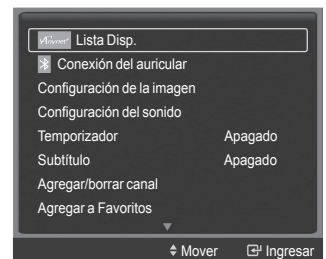 Anynet+ Lista Disp.
Conexión del auricular
Configuración de la imagen
Configuración del sonido
Temporizador Apagado
Subtítulo Apagado
Agregar/borrar canal
Agregar a Favoritos
Mover Ingresar